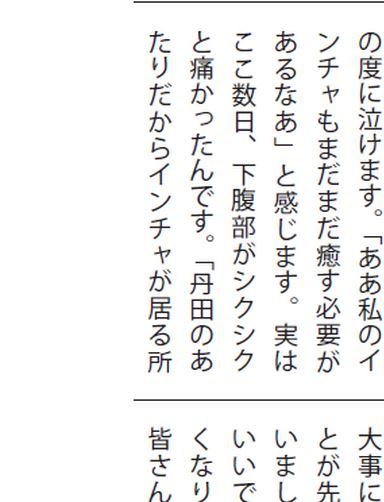 の度に泣けます。「ああ私のイ
ンチャもまだまだ癒す必要が
あるなあ」と感じます。実は
ここ数日、下腹部がシクシク
と痛かったんです。「丹田のあ
たりだからインチャが居る所
大事に
とが先
いまし
いいで
くなり
皆さん